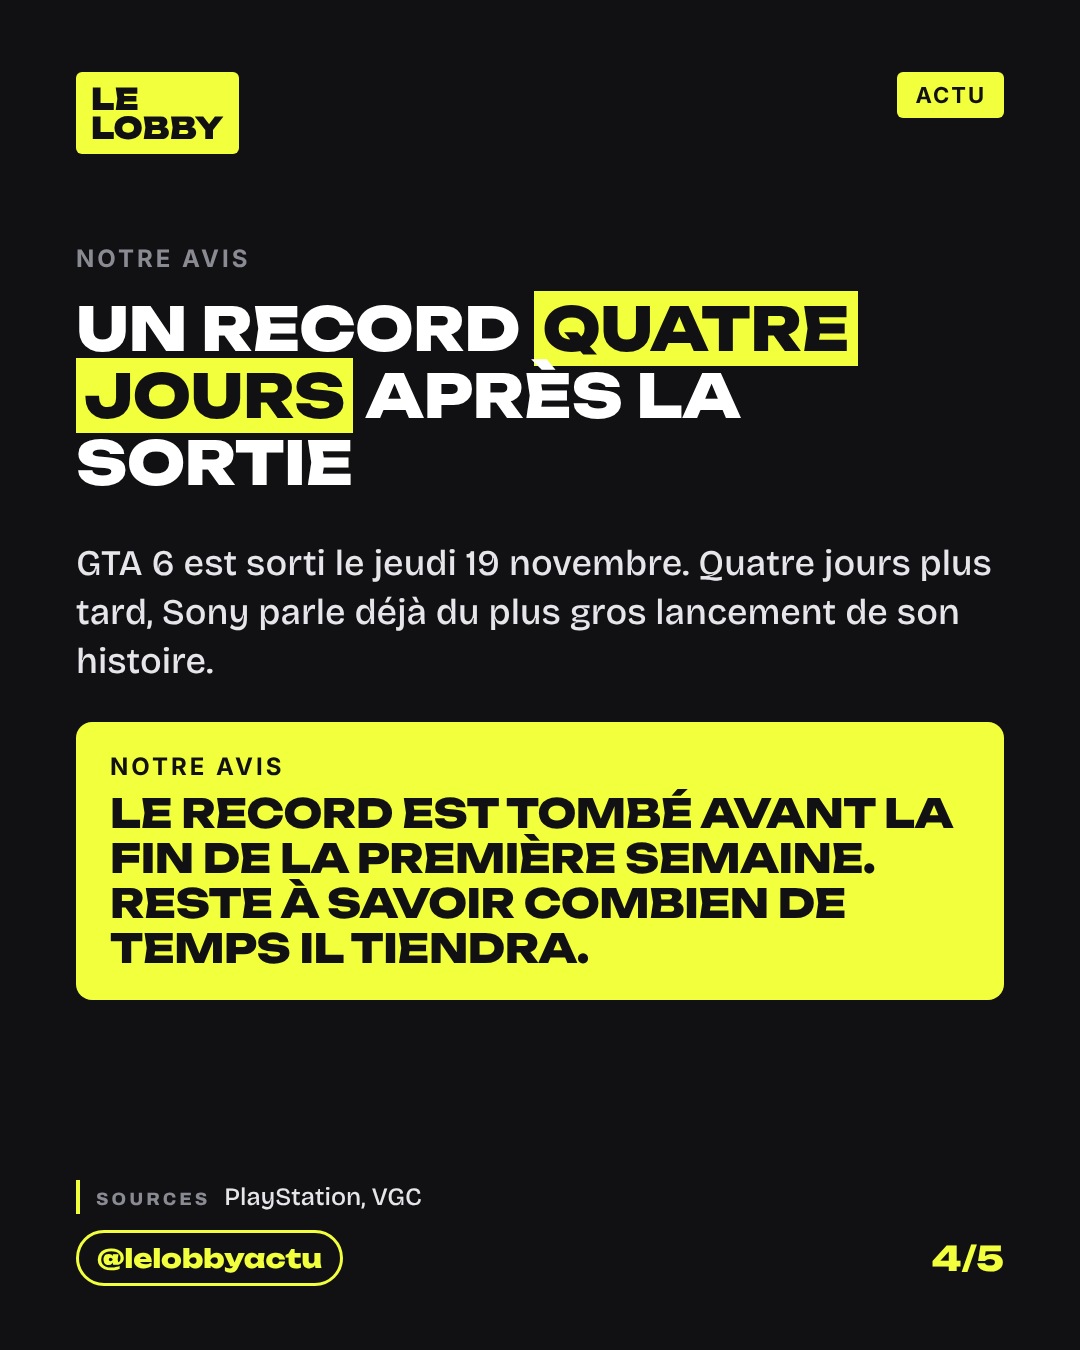 LE
LOBBY
ACTU
NOTRE AVIS
UN RECORD QUATRE
JOURS APRÈS LA
SORTIE
GTA 6 est sorti le jeudi 19 novembre. Quatre jours plus
tard, Sony parle déjà du plus gros lancement de son
histoire.
NOTRE AVIS
LE RECORD EST TOMBÉ AVANT LA
FIN DE LA PREMIÈRE SEMAINE.
RESTE À SAVOIR COMBIEN DE
TEMPS IL TIENDRA.
SOURCES PlayStation, VGC
@lelobbyactu
4/5